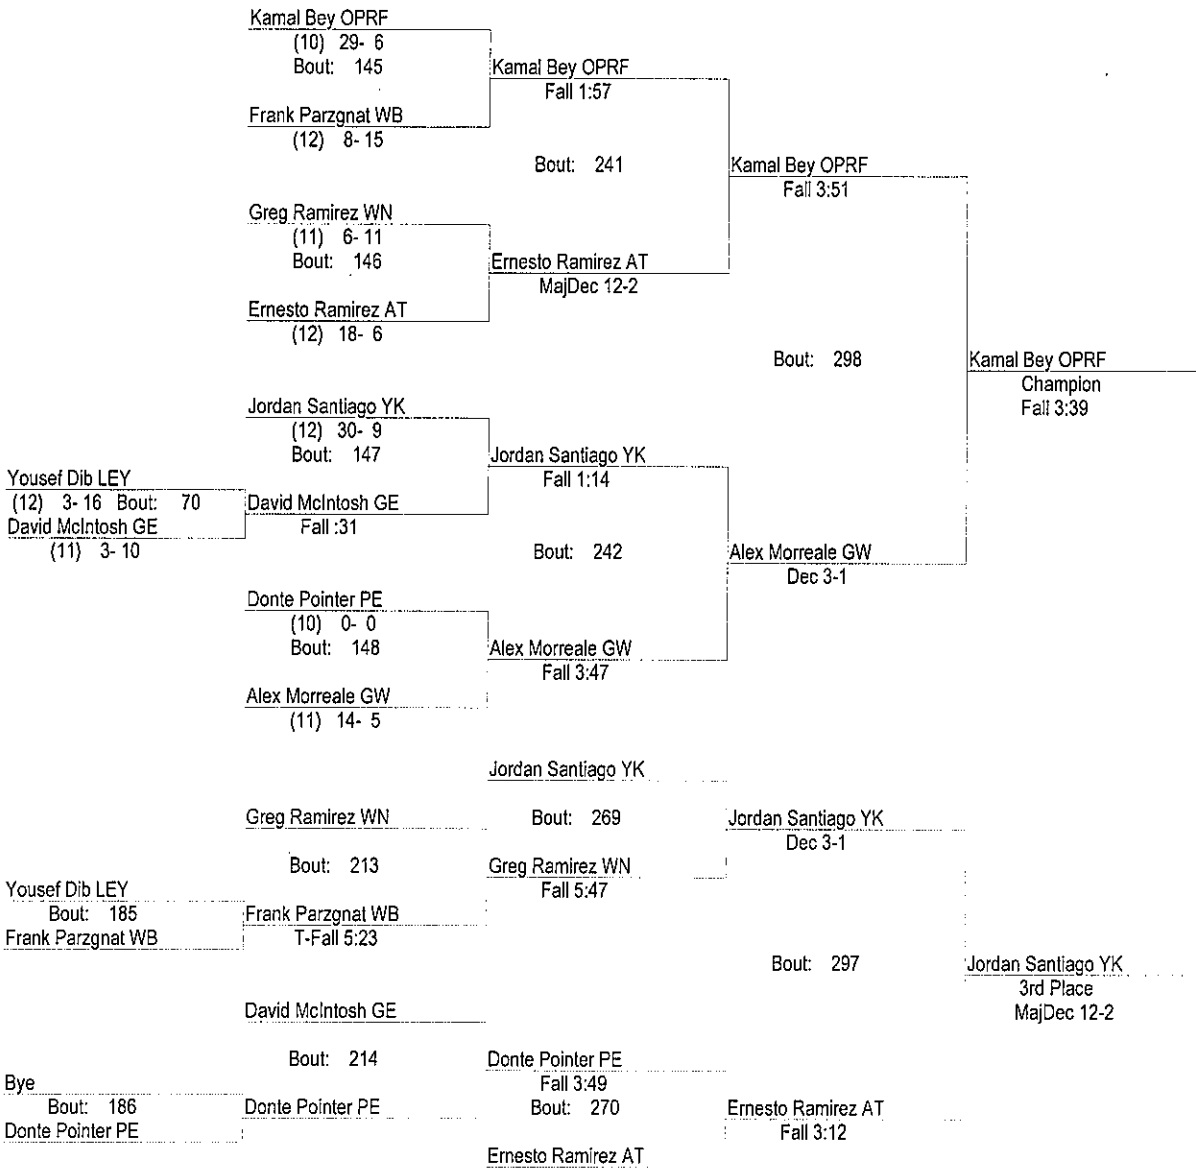 Kamal Bey OPRF
(10) 29- 6
Bout: 145
Kamal Bey OPRF
Fall 1:57
Frank Parzgnat WB
(12) 8- 15
Bout: 241
Kamal Bey OPRF
Fall 3:51
Greg Ramirez WN
(11) 6- 11
Bout: 146
Ernesto Ramirez AT
MajDec 12-2
Ernesto Ramirez AT
(12) 18- 6
Bout: 298
Kamal Bey OPRF
Champion
Fall 3:39
Jordan Santiago YK
(12) 30- 9
Bout: 147
Jordan Santiago YK
Fall 1:14
Yousef Dib LEY
(12) 3- 16 Bout: 70
David McIntosh GE
(11) 3- 10
David McIntosh GE
Fall :31
Bout: 242
Alex Morreale GW
Dec 3-1
Donte Pointer PE
(10) 0- 0
Bout: 148
Alex Morreale GW
Fall 3:47
Alex Morreale GW
(11) 14- 5
Jordan Santiago YK
Greg Ramirez WN
Bout: 269
Jordan Santiago YK
Dec 3-1
Bout: 213
Greg Ramirez WN
Fall 5:47
Yousef Dib LEY
Bout: 185
Frank Parzgnat WB
Frank Parzgnat WB
T-Fall 5:23
Bout: 297
Jordan Santiago YK
3rd Place
MajDec 12-2
David McIntosh GE
Bout: 214
Donte Pointer PE
Fall 3:49
Bye
Bout: 186
Donte Pointer PE
Donte Pointer PE
Bout: 270
Ernesto Ramirez AT
Fall 3:12
Ernesto Ramirez AT